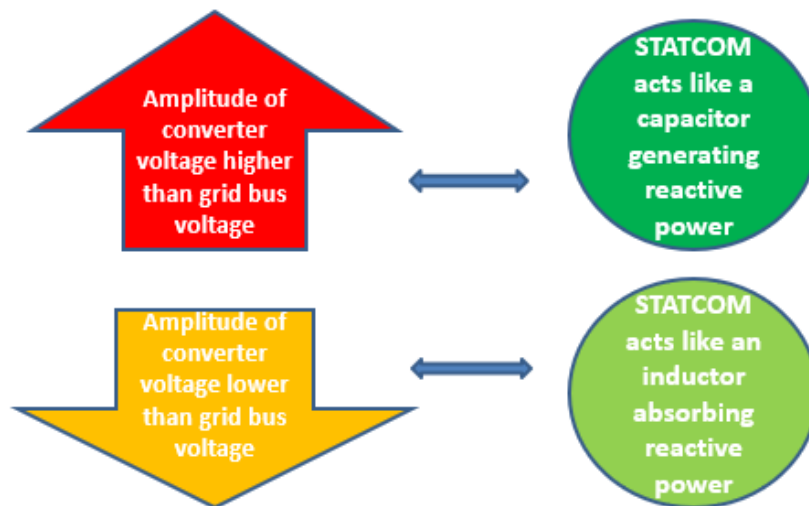 Amplitude of
converter
voltage higher
than grid bus
voltage
STATCOM
acts like a
capacitor
generating
reactive
power
Amplitude of
converter
voltage lower
than grid bus
voltage
STATCOM
acts like an
inductor
absorbing
reactive
power